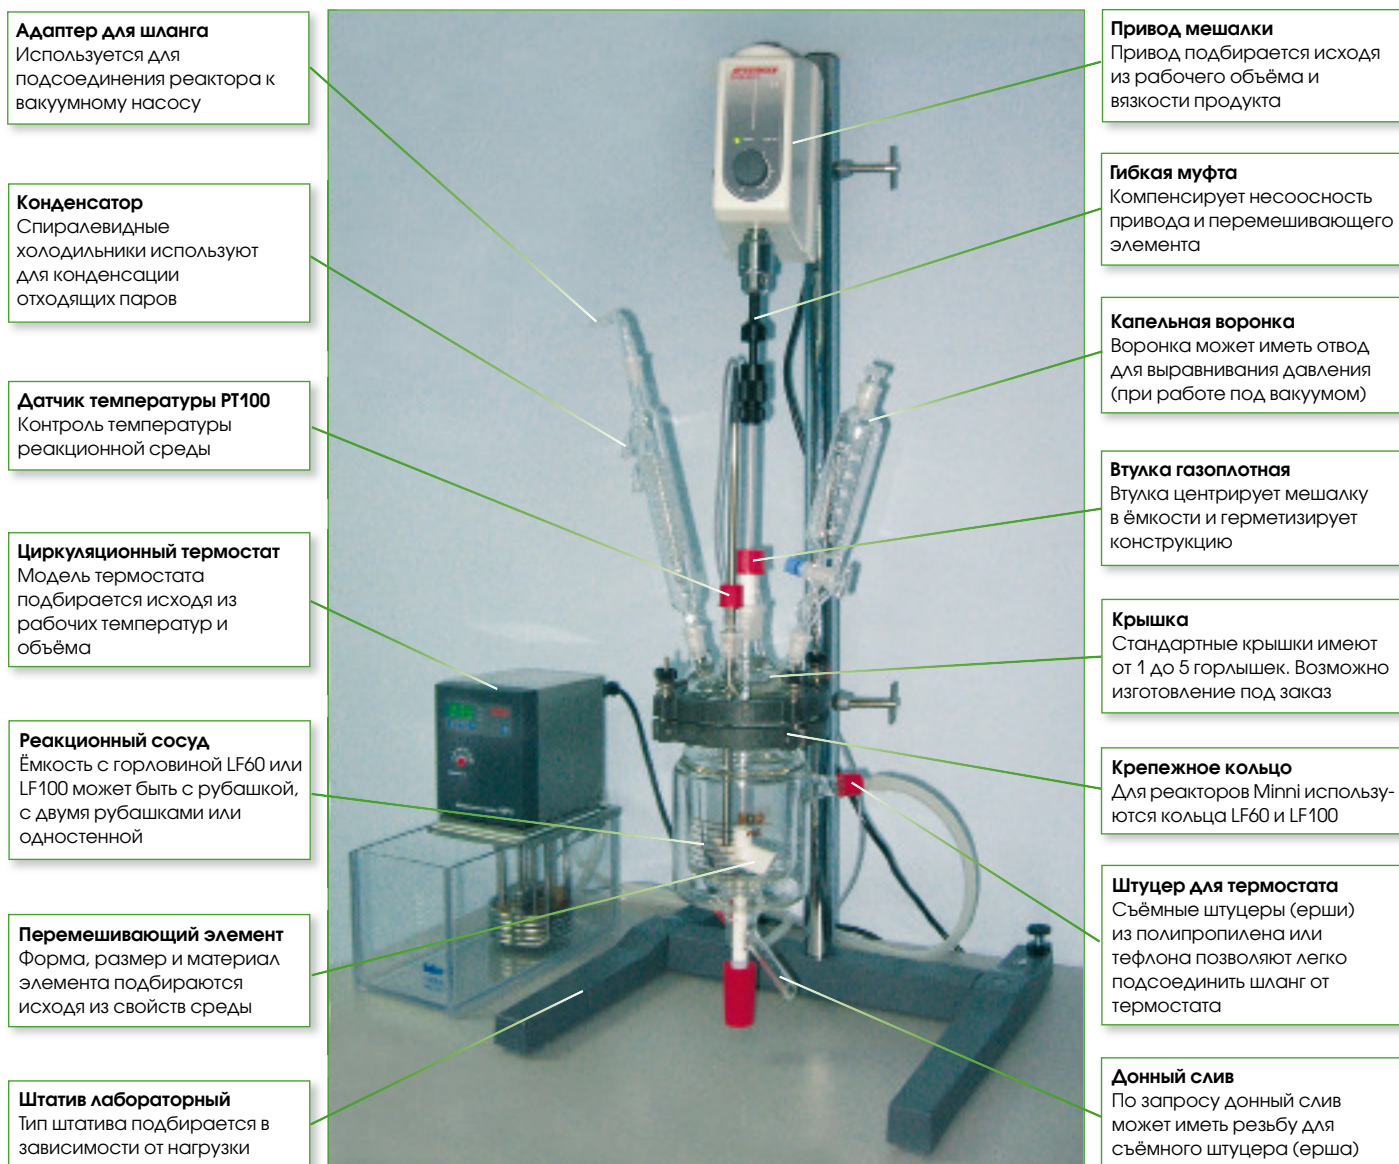 Адаптер для шланга
Используется для
подсоединения реактора к
вакуумному насосу
Конденсатор
Спиралевидные
холодильники используют
для конденсации
отходящих паров
Датчик температуры PT100
Контроль температуры
реакционной среды
Циркуляционный термостат
Модель термостата
подбирается исходя из
рабочих температур и
объёма
Реакционный сосуд
Ёмкость с горловиной LF60 или
LF100 может быть с рубашкой,
с двумя рубашками или
одностенной
Перемешивающий элемент
Форма, размер и материал
элемента подбираются
исходя из свойств среды
Штатив лабораторный
Тип штатива подбирается в
зависимости от нагрузки
Привод мешалки
Привод подбирается исходя
из рабочего объёма и
вязкости продукта
Гибкая муфта
Компенсирует несоосность
привода и перемешивающего
элемента
Капельная воронка
Воронка может иметь отвод
для выравнивания давления
(при работе под вакуумом)
Втулка газоплотная
Втулка центрирует мешалку
в ёмкости и герметизирует
конструкцию
Крышка
Стандартные крышки имеют
от 1 до 5 горлышек. Возможно
изготовление под заказ
Крепежное кольцо
Для реакторов Minni использу-
ются кольца LF60 и LF100
Штуцер для термостата
Съёмные штуцеры (ерши)
из полипропилена или
тефлона позволяют легко
подсоединить шланг от
термостата
Донный слив
По запросу донный слив
может иметь резьбу для
съёмного штуцера (ерша)